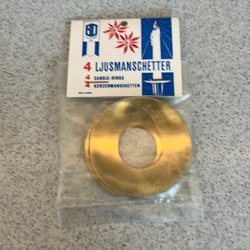 4 LJUSMANSCHETTER
4 CANDLE-RINGS
4 KERZENMANSCHETTEN